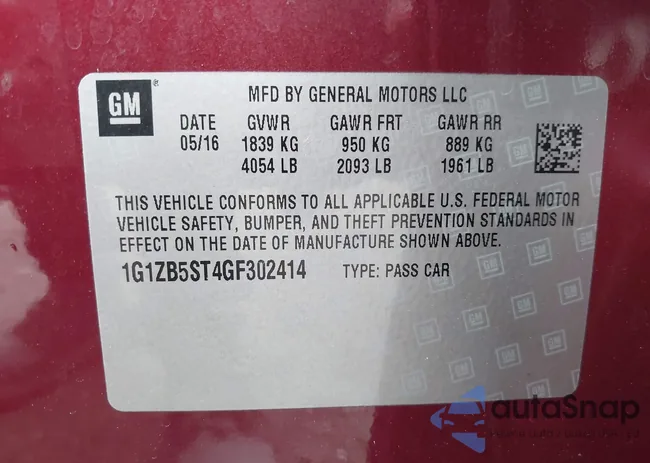 GM
®
MFD BY GENERAL MOTORS LLC
DATE GVWR GAWR FRT GAWR RR
05/16 1839 KG 950 KG 889 KG
4054 LB 2093 LB 1961 LB
THIS VEHICLE CONFORMS TO ALL APPLICABLE U.S. FEDERAL MOTOR
VEHICLE SAFETY, BUMPER, AND THEFT PREVENTION STANDARDS IN
EFFECT ON THE DATE OF MANUFACTURE SHOWN ABOVE.
1G1ZB5ST4GF302414 TYPE: PASS CAR
autaSnap